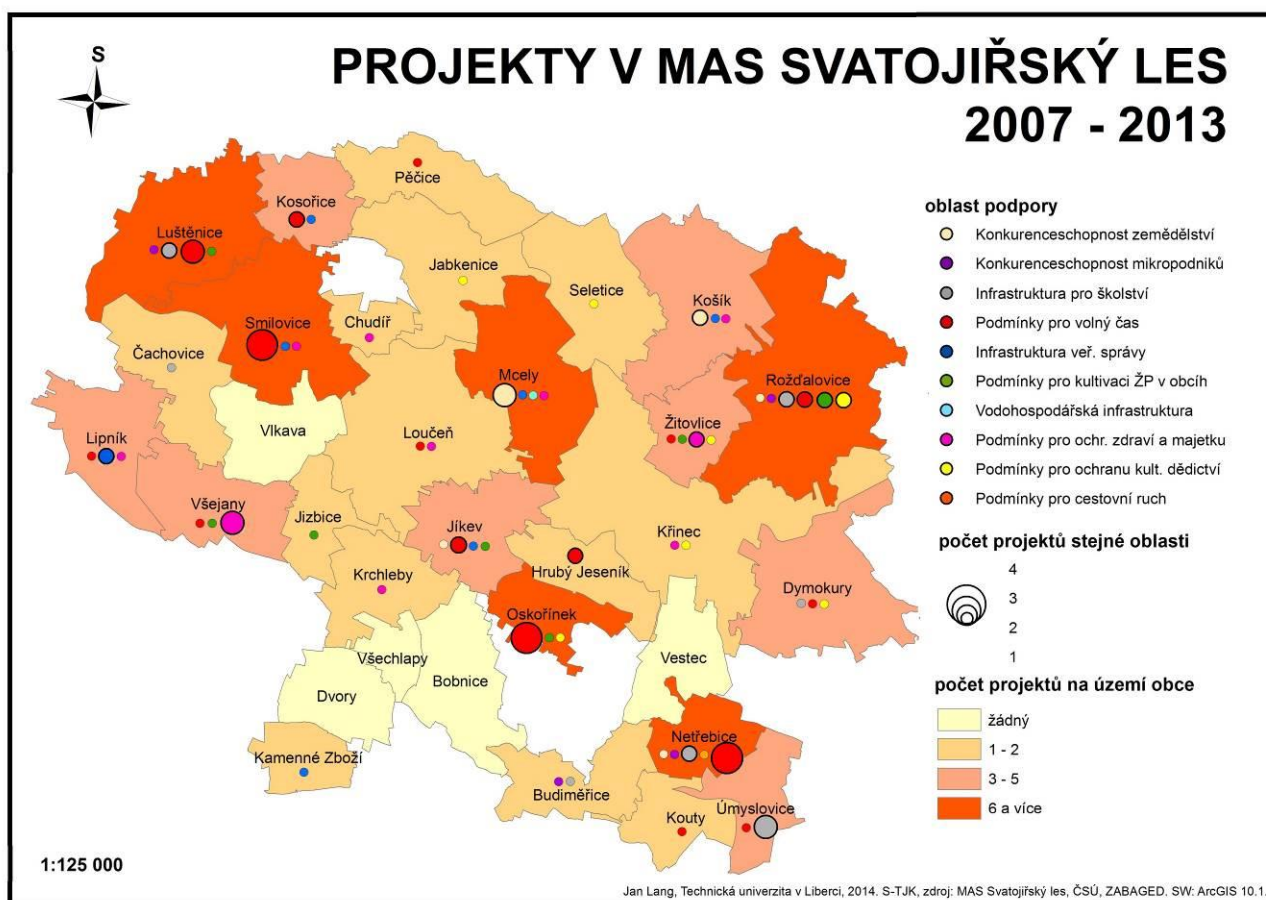 S
PROJEKTY V MAS SVATOJIŘSKÝ LES
2007 - 2013
Pěčice
Kosořice
Luštěnice
Jabkenice
Seletice
Košík
Smilovice
Chudíř
Čachovice
Mcely
Rožďalovice
Vlkava
Loučeň
Žitovlice
Lipník
Všejany
Jizbice
Jíkev
Křinec
Hrubý Jeseník
Krchleby
Dymokury
Oskořínek
Všechlapy
Vestec
Bobnice
Dvory
Netřebice
Kamenné Zboží
Budiměřice
Kouty
Úmyslovice
oblast podpory
Konkurenceschopnost zemědělství
Konkurenceschopnost mikropodniků
Infrastruktura pro školství
Podmínky pro volný čas
Infrastruktura veř. správy
Podmínky pro kultivaci ŽP v obcíh
Vodohospodářská infrastruktura
Podmínky pro ochr. zdraví a majetku
Podmínky pro ochranu kult. dědictví
Podmínky pro cestovní ruch
počet projektů stejné oblasti
4
3
2
1
počet projektů na území obce
žádný
1 - 2
3 - 5
6 a více
1:125 000
Jan Lang, Technická univerzita v Liberci, 2014. S-TJK, zdroj: MAS Svatojiřský les, ČSÚ, ZABAGED. SW: ArcGIS 10.1.